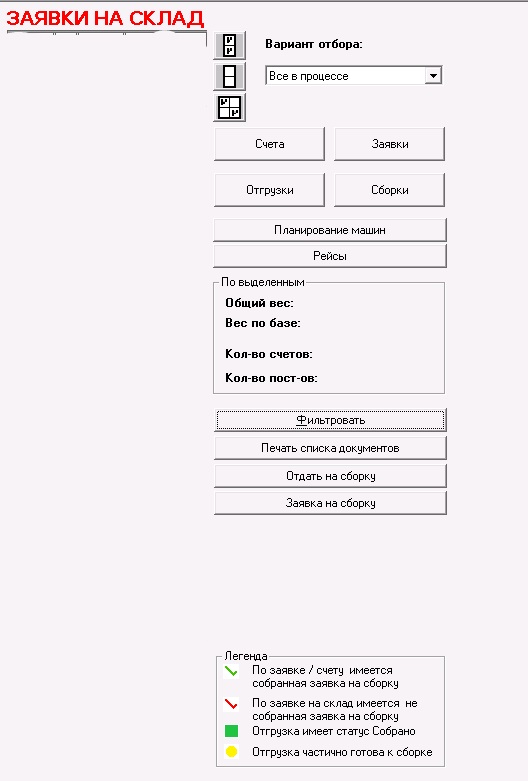 ЗАЯВКИ НА СКЛАД
Вариант отбора:
Все в процессе
Счета
Заявки
Отгрузки
Сборки
Планирование машин
Рейсы
По выделенным
Общий вес:
Вес по базе:
Кол-во счетов:
Кол-во пост-ов:
Фильтровать
Печать списка документов
Отдать на сборку
Заявка на сборку
Легенда
По заявке / счету имеется
собранная заявка на сборку
По заявке на склад имеется не
собранная заявка на сборку
Отгрузка имеет статус Собрано
Отгрузка частично готова к сборке